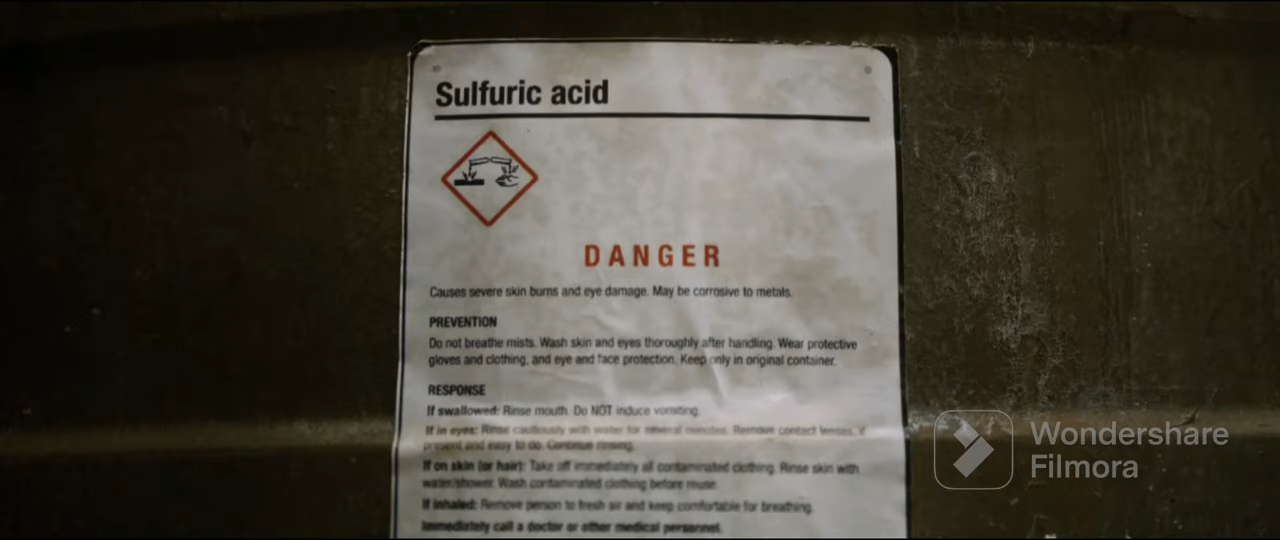 Sulfuric acid
DANGER
Causes severe skin burns and eye damage. May be corrosive to metals.
PREVENTION
Do not breathe mists. Wash skin and eyes thoroughly after handling. Wear protective
gloves and clothing, and eye and face protection. Keep only in original container.
RESPONSE
If swallowed: Rinse mouth. Do NOT induce vomiting.
If in eyes: Rinse cautiously with water for several minutes. Remove contact lenses, if
present and easy to do. Continue rinsing.
If on skin (or hair): Take off immediately all contaminated clothing. Rinse skin with
water/shower. Wash contaminated clothing before reuse.
If inhaled: Remove person to fresh air and keep comfortable for breathing.
Immediately call a doctor or other medical personnel.
Wondershare
Filmora